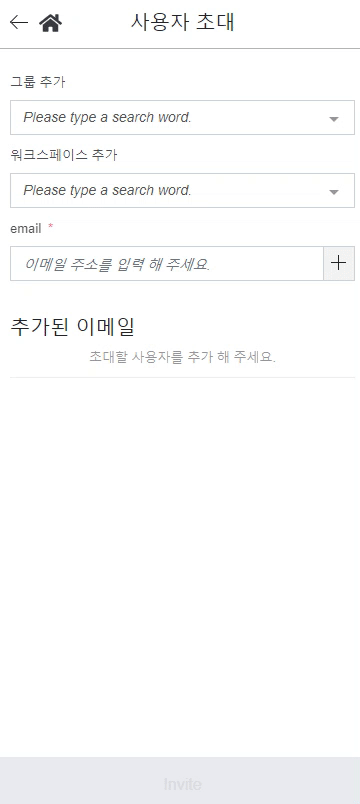 사용자 초대
그룹 추가
Please type a search word.
워크스페이스 추가
Please type a search word.
email *
이메일 주소를 입력 해 주세요.
추가된 이메일
초대할 사용자를 추가 해 주세요.
Invite